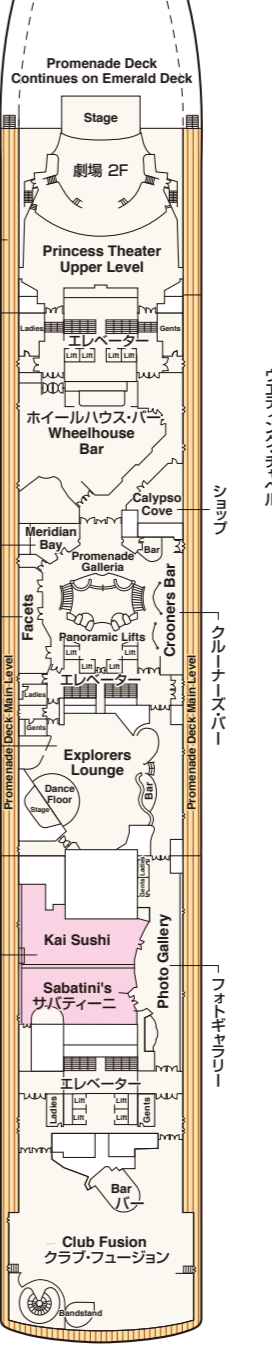 Promenade Deck
Continues on Emerald Deck
Stage
劇場 2F
Princess Theater
Upper Level
Ladies
エレベーター
Gents
Lift Lift Lift Lift
ホイールハウス・バー
Wheelhouse
Bar
Calypso
Cove
ショップ
Meridian
Bay
Bar
Promenade
Galleria
Facets
Crooners Bar
クルーナーズ・バー
Panoramic Lifts
Lift Lift
Lift Lift
エレベーター
Ladies
Gents
Promenade Deck Main-Level
Promenade Deck Main-Level
Explorers
Lounge
Dance
Floor
Stage
Bar
Ladies
Gents
Kai Sushi
Photo Gallery
フォトギャラリー
Sabatini's
サバティーニ
エレベーター
Ladies
Lift Lift
Lift Lift
Gents
Bar
バー
Club Fusion
クラブ・フュージョン
Bandstand